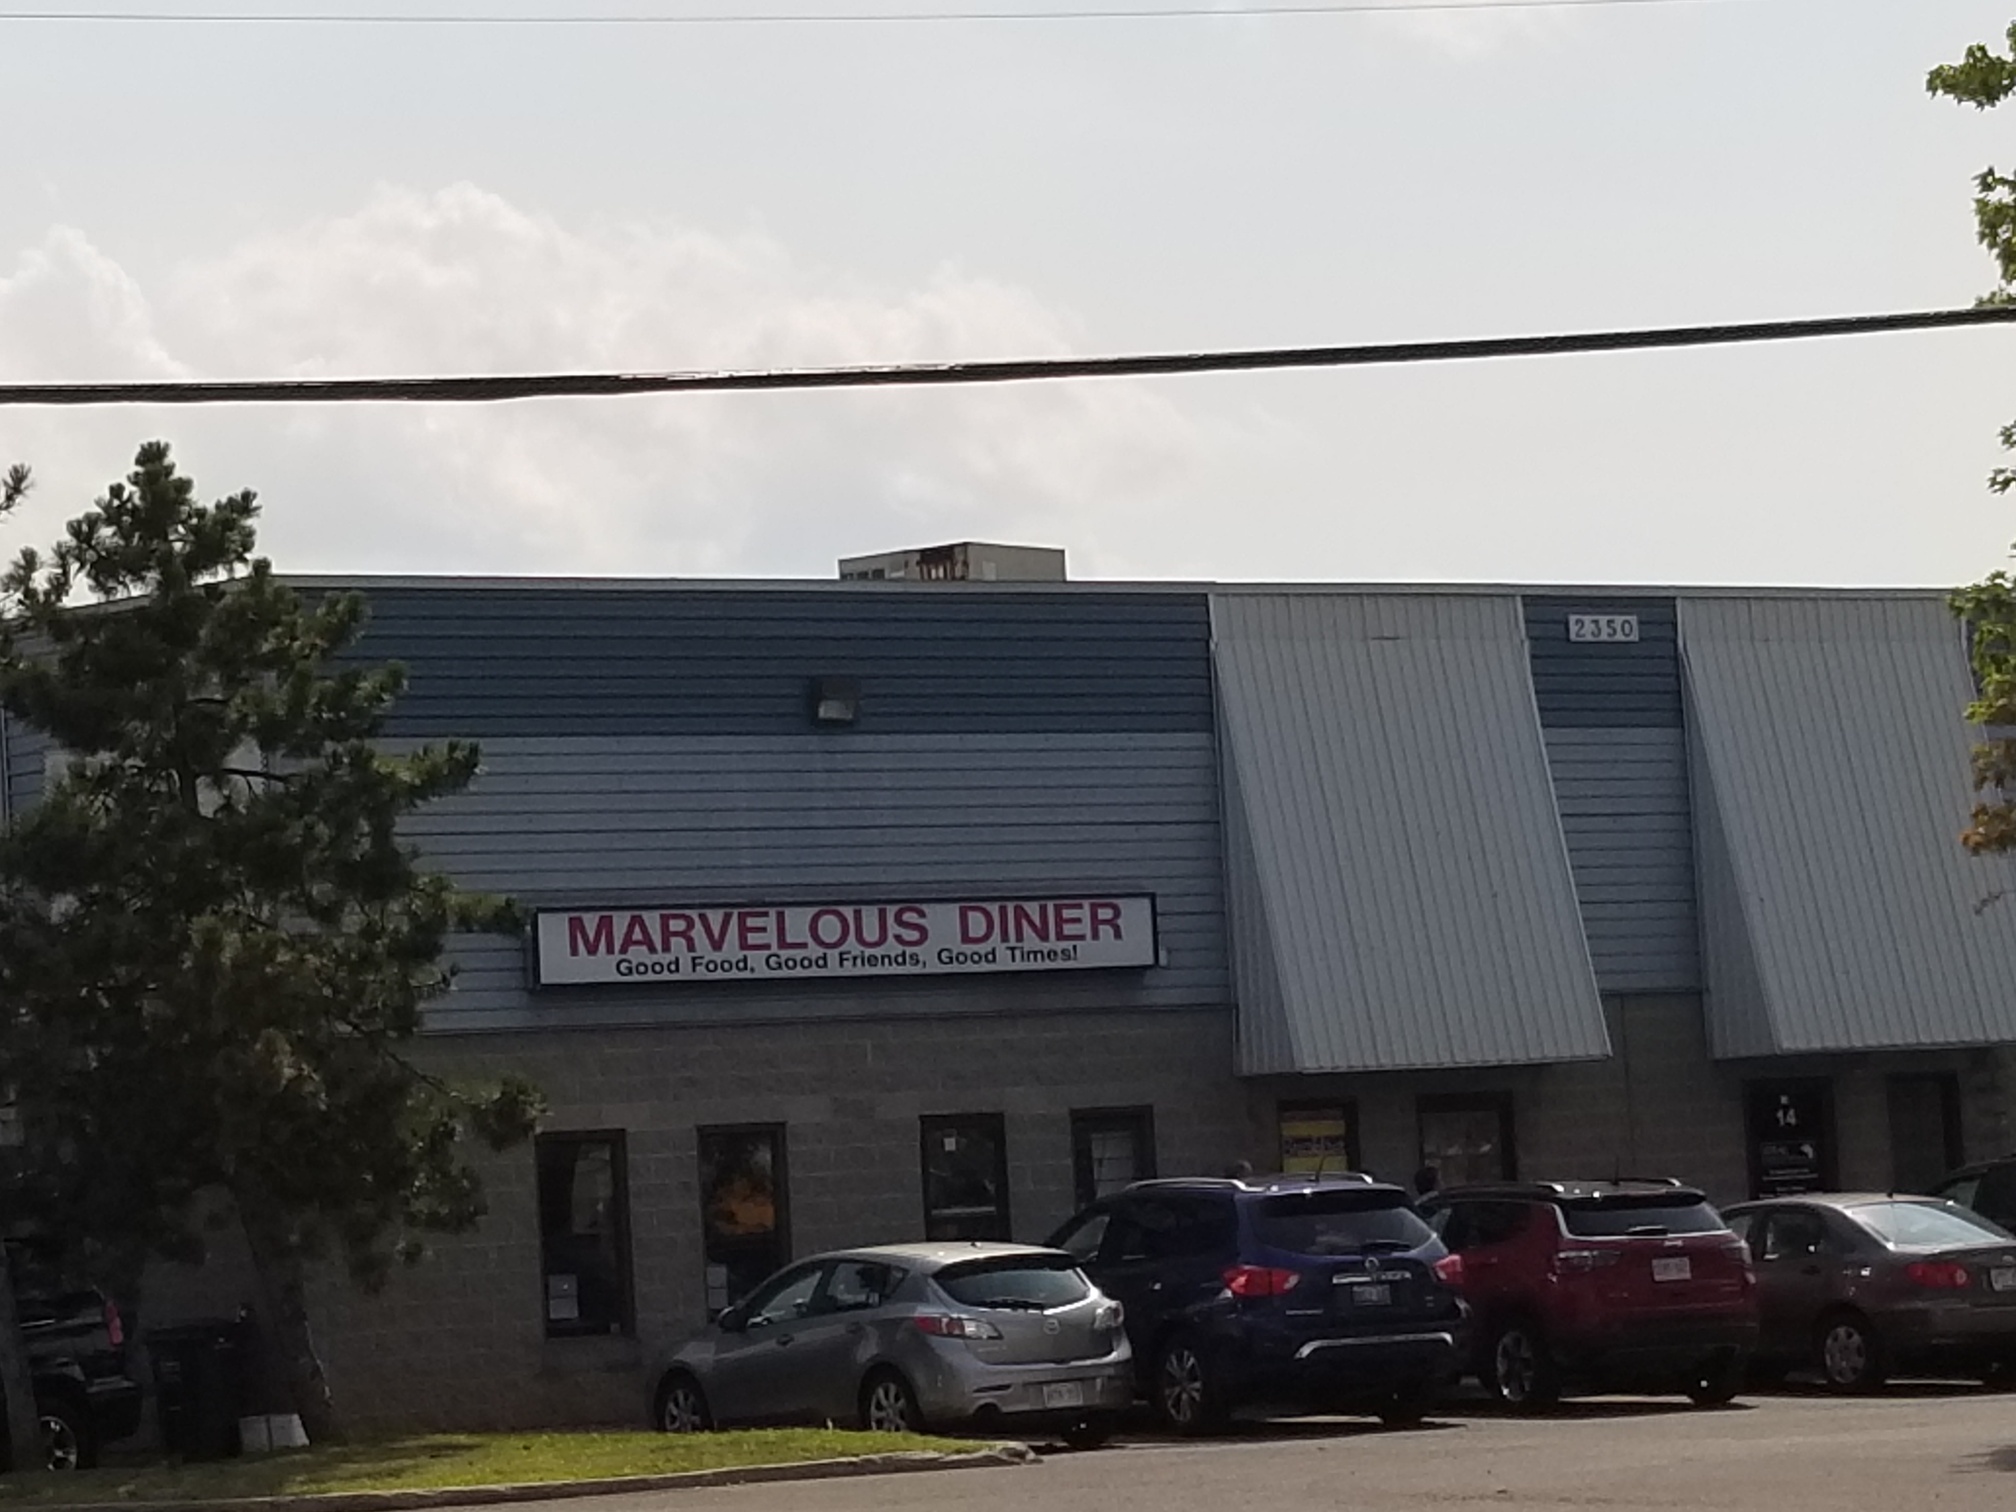 2350
MARVELOUS DINER
Good Food, Good Friends, Good Times!
14